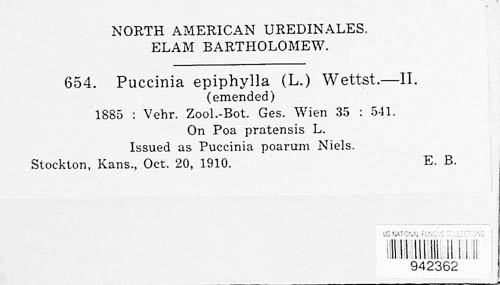 NORTH AMERICAN UREDINALES.
ELAM BARTHOLOMEW.
654. Puccinia epiphylla (L.) Wettst.—II.
(emended)
1885 : Vehr. Zool.-Bot. Ges. Wien 35 : 541.
On Poa pratensis L.
Issued as Puccinia poarum Niels.
Stockton, Kans., Oct. 20, 1910. E. B.
US NATIONAL FUNGUS COLLECTIONS
942362